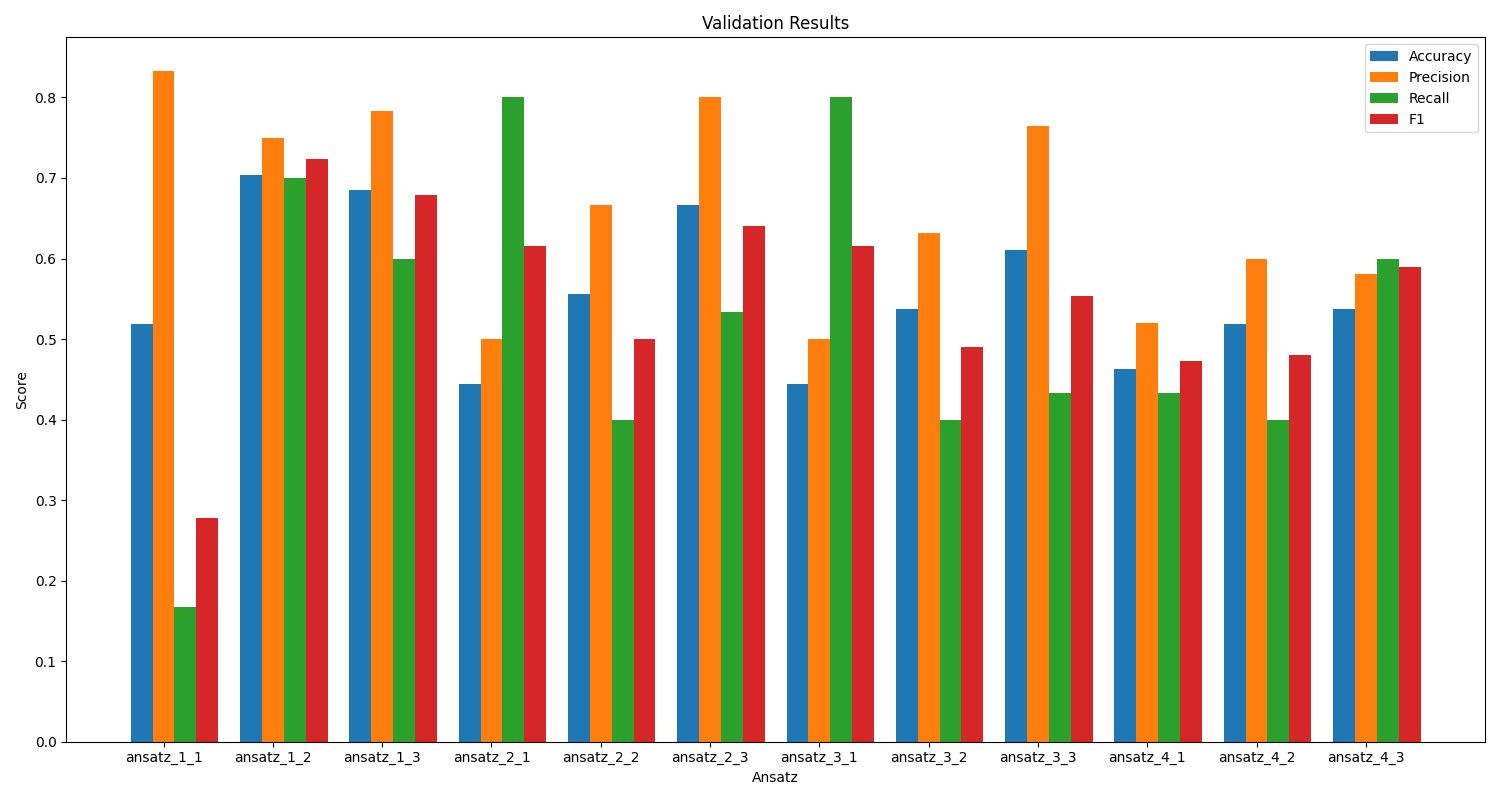 Validation Results
Accuracy
Precision
Recall
F1
Score
0.8
0.7
0.6
0.5
0.4
0.3
0.2
0.1
0.0
ansatz_1_1 ansatz_1_2 ansatz_1_3 ansatz_2_1 ansatz_2_2 ansatz_2_3 ansatz_3_1 ansatz_3_2 ansatz_3_3 ansatz_4_1 ansatz_4_2 ansatz_4_3
Ansatz